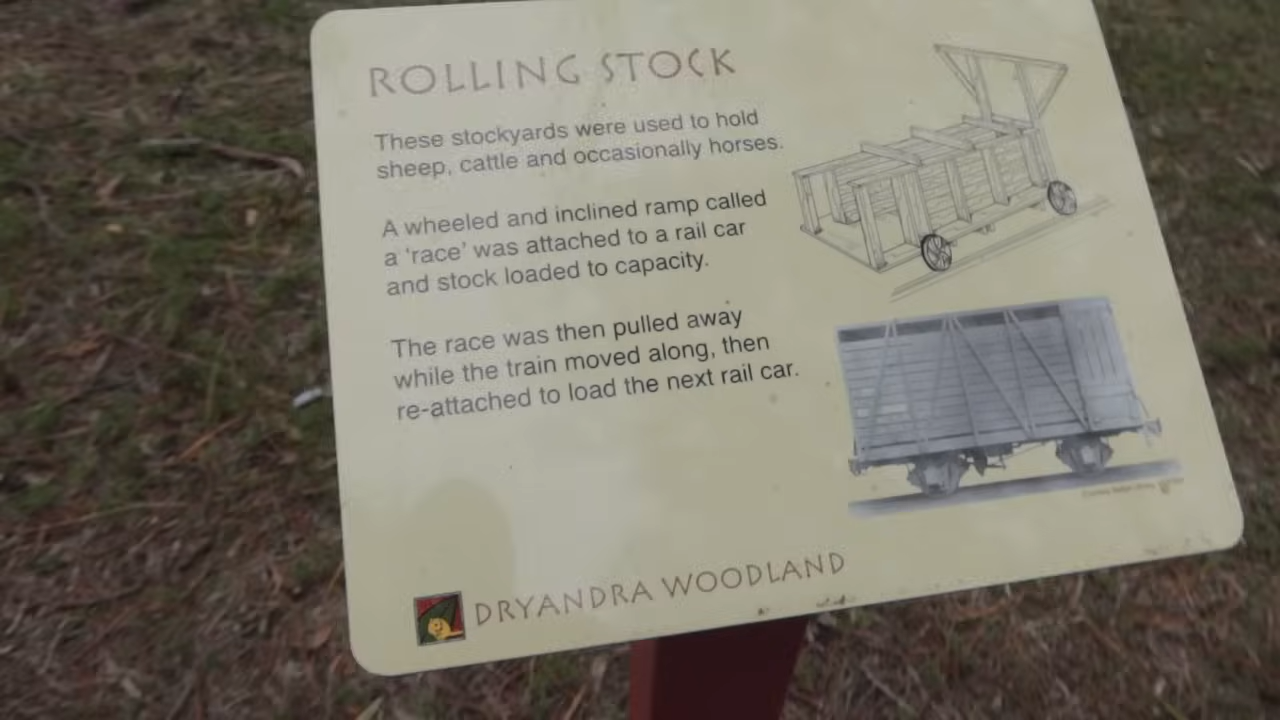 ROLLING STOCK
These stockyards were used to hold
sheep, cattle and occasionally horses.
A wheeled and inclined ramp called
a ‘race’ was attached to a rail car
and stock loaded to capacity.
The race was then pulled away
while the train moved along, then
re-attached to load the next rail car.
DRYANDRA WOODLAND